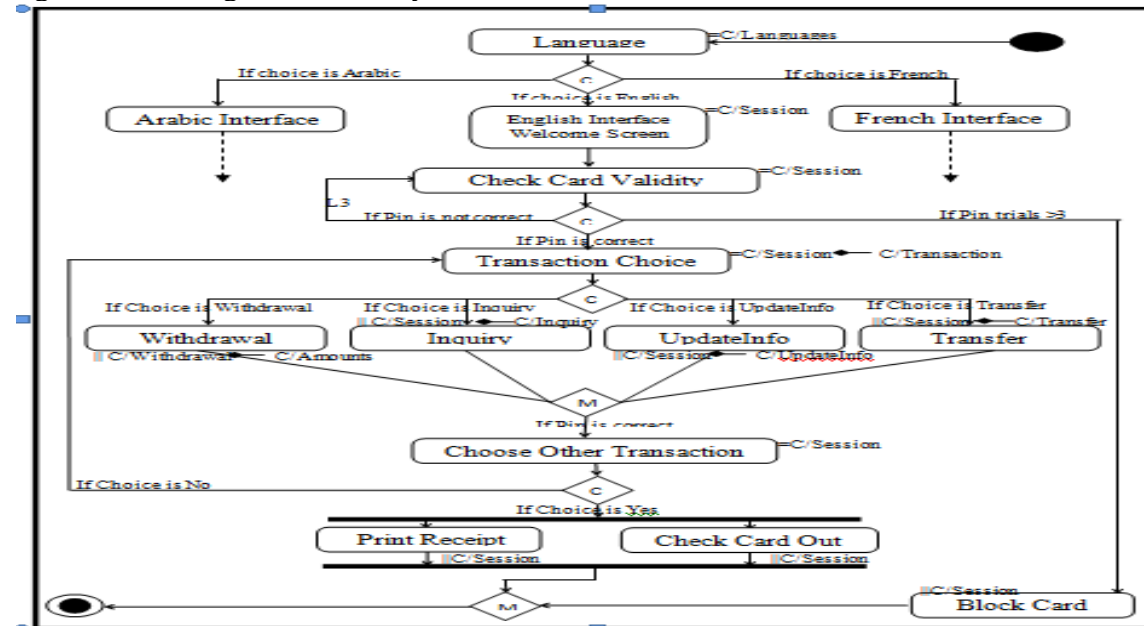 Language
=C/Languages
If choice is Arabic
C
If choice is French
If choice is English
Arabic Interface
English Interface
Welcome Screen
=C/Session
French Interface
Check Card Validity
=C/Session
L3
If Pin is not correct
C
If Pin trials >3
If Pin is correct
Transaction Choice
=C/Session
C/Transaction
C
If Choice is Withdrawal
If Choice is Inquiry
If Choice is UpdateInfo
If Choice is Transfer
C/Session
C/Inquiry
C/Session
C/Transfer
Withdrawal
Inquiry
UpdateInfo
Transfer
C/Withdrawal
C/Amounts
C/Session
C/UpdateInfo
M
If Pin is correct
Choose Other Transaction
=C/Session
If Choice is No
C
If Choice is Yes
Print Receipt
Check Card Out
C/Session
C/Session
C/Session
M
Block Card